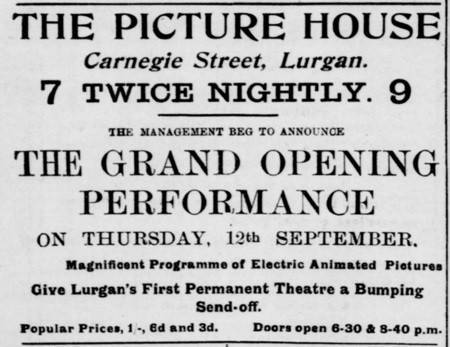 THE PICTURE HOUSE
Carnegie Street, Lurgan.
7 TWICE NIGHTLY. 9
THE MANAGEMENT BEG TO ANNOUNCE
THE GRAND OPENING
PERFORMANCE
ON THURSDAY, 12th SEPTEMBER.
Magnificent Programme of Electric Animated Pictures
Give Lurgan's First Permanent Theatre a Bumping
Send-off.
Popular Prices, 1/-, 6d and 3d. Doors open 6-30 & 8-40 p.m.